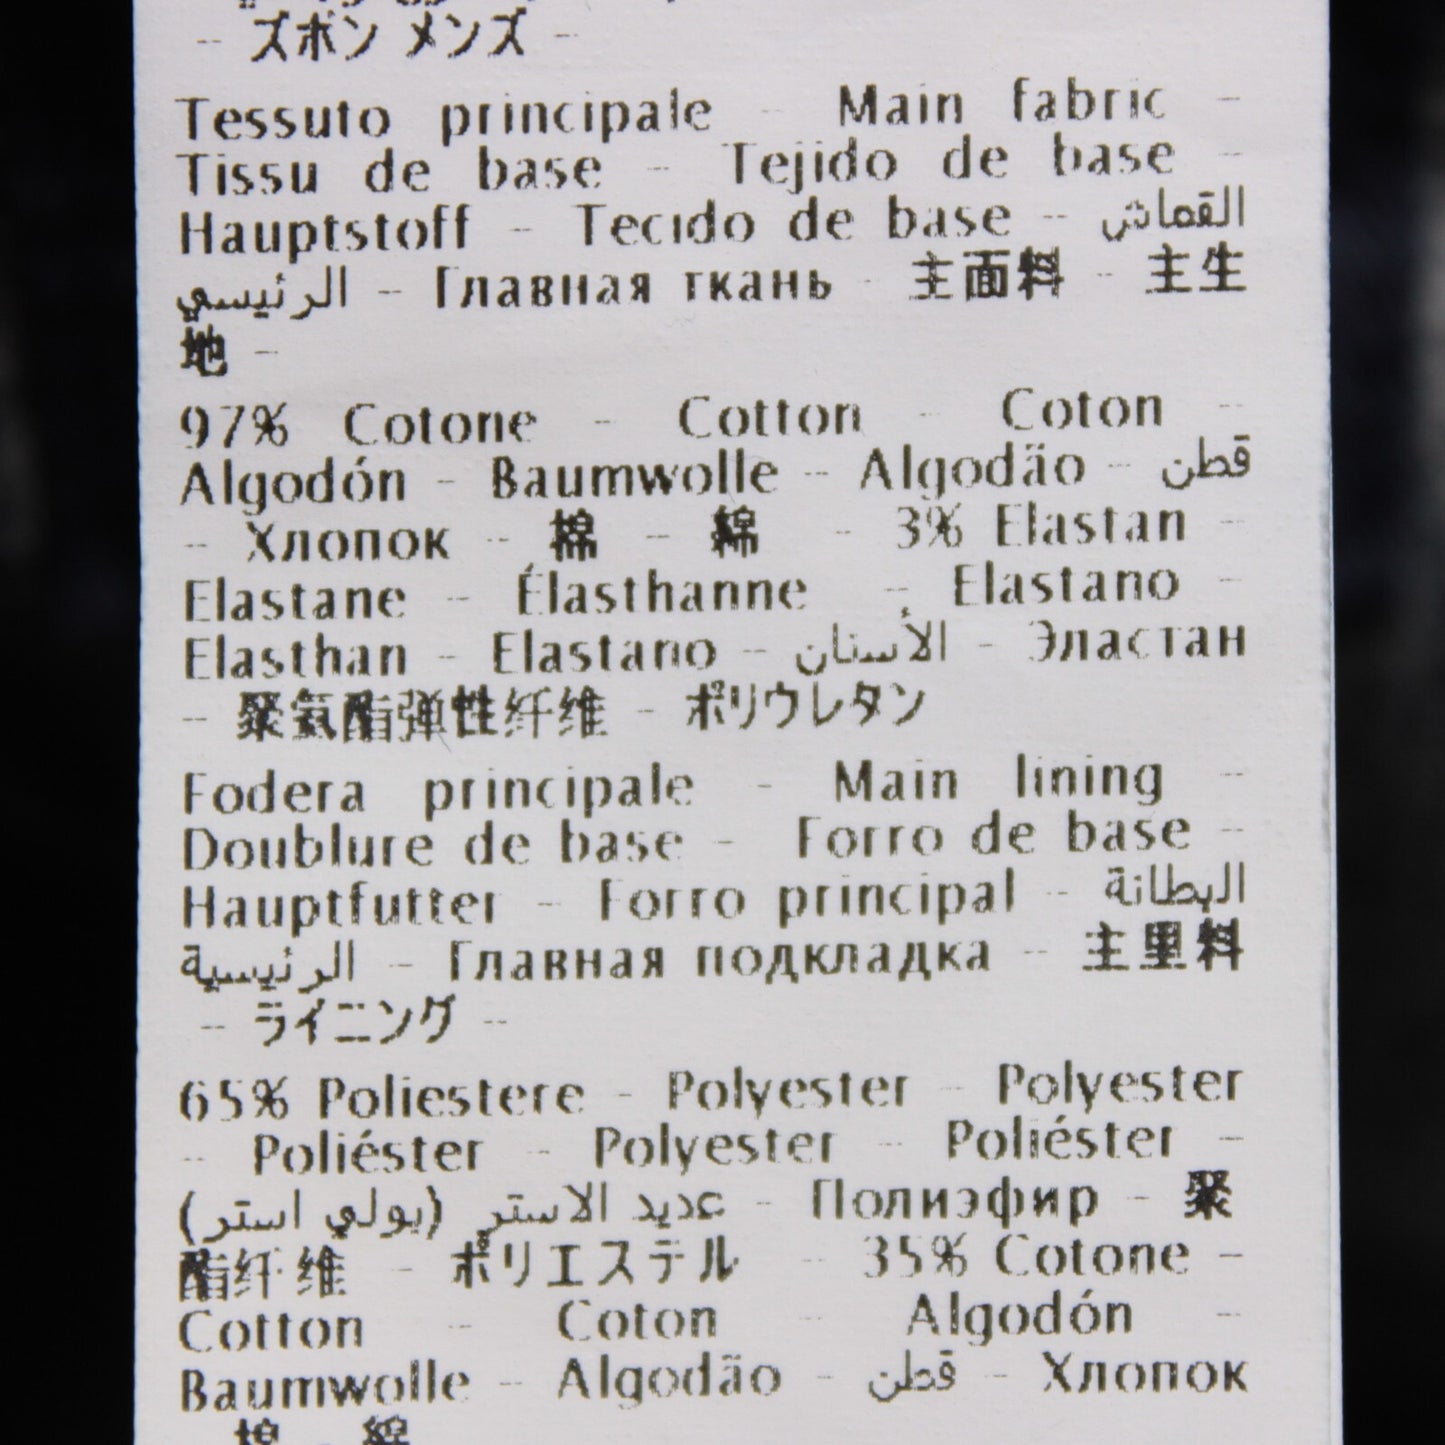 - ズボン メンズ -
Tessuto principale - Main fabric -
Tissu de base - Tejido de base -
Hauptstoff - Tecido de base - القماش
الرئيسي - Главная ткань - 主面料 - 主生
地 -
97% Cotone - Cotton - Coton -
Algodón - Baumwolle - Algodão - قطن
- Хлопок - 棉 - 綿 - 3% Elastan -
Elastane - Élasthanne - Elastano -
Elasthan - Elastano - الأستان - Эластан
- 聚氨酯弹性纤维 - ポリウレタン
Fodera principale - Main lining -
Doublure de base - Forro de base -
Hauptfutter - Forro principal - البطانة
الرئيسية - Главная подкладка - 主里料
- ライニング -
65% Poliestere - Polyester - Polyester
- Poliéster - Polyester - Poliéster -
عديد الاستر (بولي استر) - Полиэфир - 聚
酯纤维 - ポリエステル - 35% Cotone -
Cotton - Coton - Algodón -
Baumwolle - Algodão - قطن - Хлопок
- 棉 - 綿